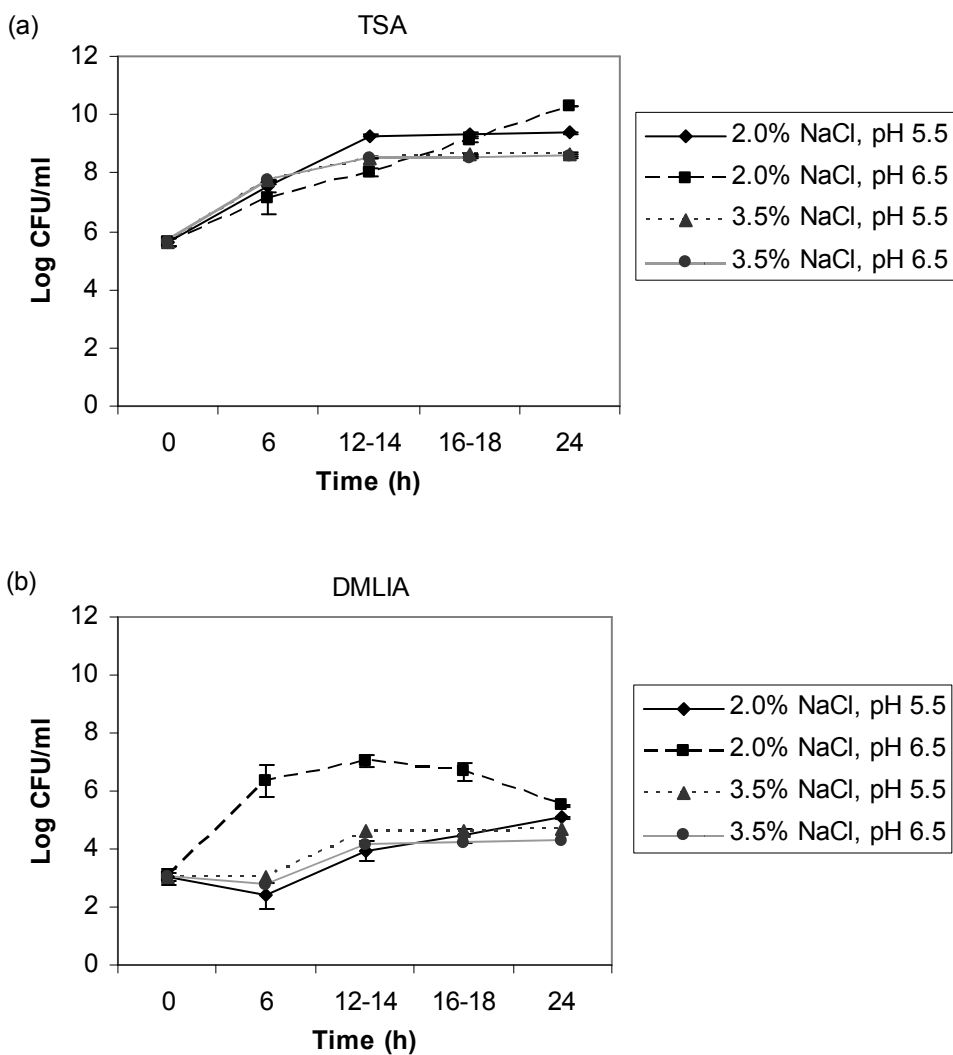 (a)
TSA
12
10
8
6
4
2
0
Log CFU/ml
0 6 12-14 16-18 24
Time (h)
2.0% NaCl, pH 5.5
2.0% NaCl, pH 6.5
3.5% NaCl, pH 5.5
3.5% NaCl, pH 6.5
(b)
DMLIA
12
10
8
6
4
2
0
Log CFU/ml
0 6 12-14 16-18 24
Time (h)
2.0% NaCl, pH 5.5
2.0% NaCl, pH 6.5
3.5% NaCl, pH 5.5
3.5% NaCl, pH 6.5